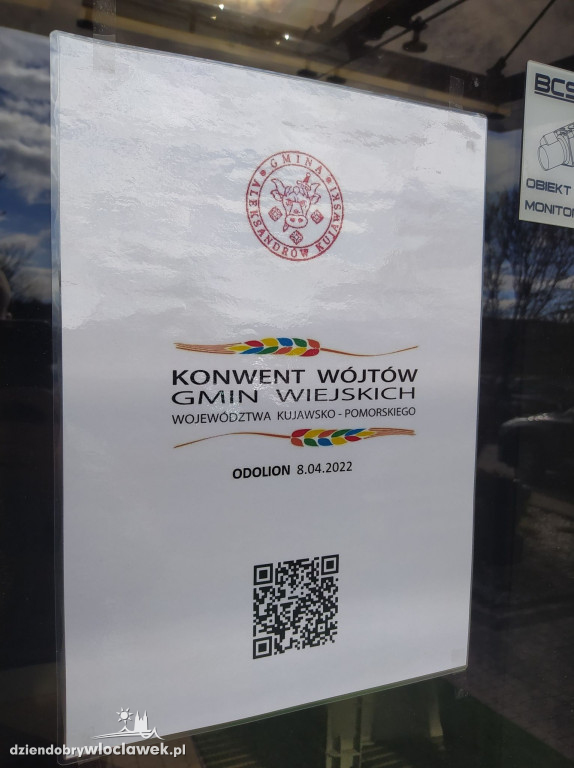 GMINA
ALEKSANDRÓW KUJAWSKI
KONWENT WÓJTÓW
GMIN WIEJSKICH
WOJEWÓDZTWA KUJAWSKO - POMORSKIEGO
ODOLION 8.04.2022
BCS
OBIEKT
MONITO
dziendobrywloclawek.pl